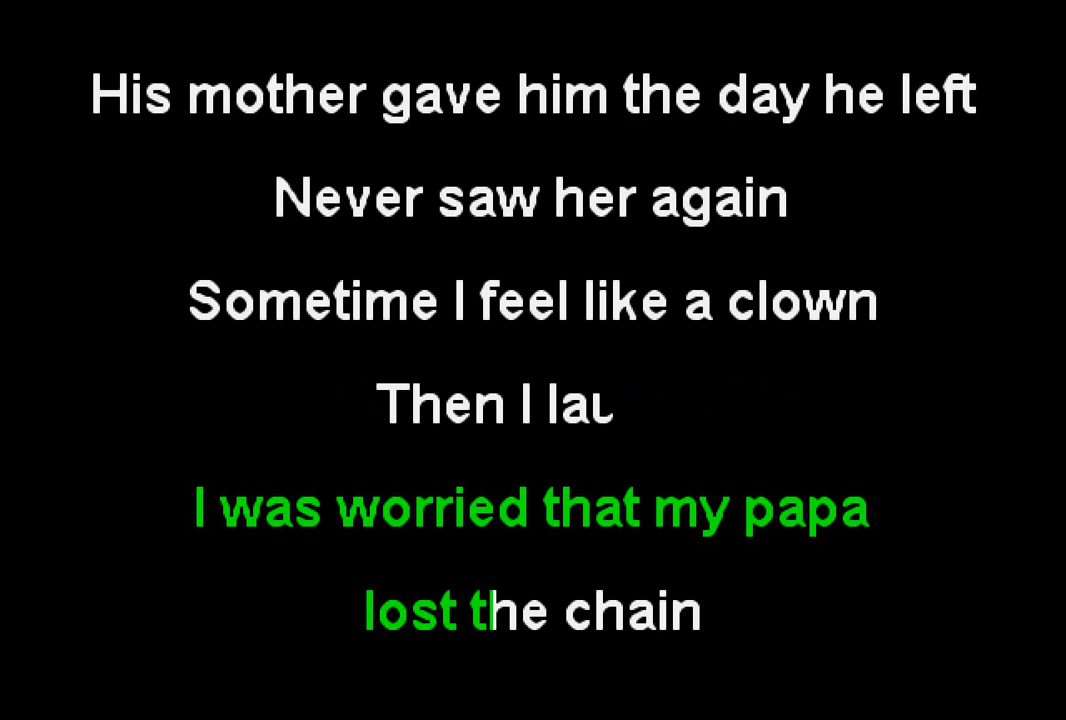 His mother gave him the day he left
Never saw her again
Sometime I feel like a clown
Then I
I was worried that my papa
lost the chain